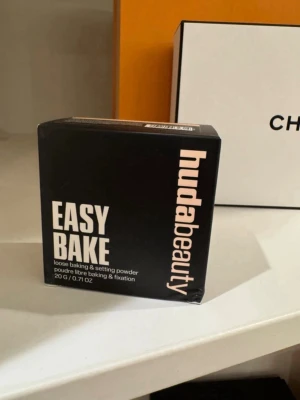 EASY
BAKE
loose baking & setting powder
poudre libre baking & fixation
20 G / 0.71 OZ
hudabeauty
CH